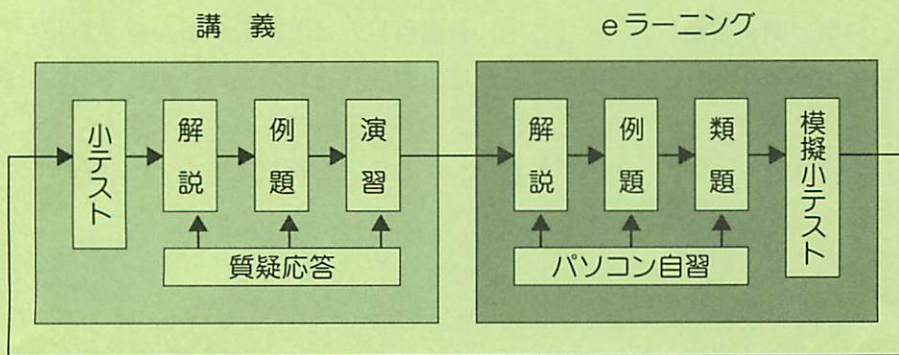 講義
eラーニング
小テスト
解説
例題
演習
質疑応答
解説
例題
類題
模擬小テスト
パソコン自習